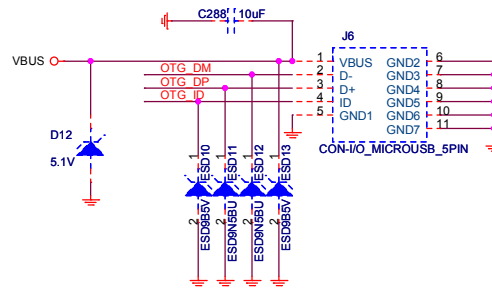 C288 10uF
J6
VBUS
1 VBUS GND2 6
OTG_DM 2 D- GND3 7
OTG_DP 3 D+ GND4 8
OTG_ID 4 ID GND5 9
5 GND1 GND6 10
GND7 11
CON-I/O_MICROUSB_5PIN
D12
5.1V
1 ESD10
1 ESD11
1 ESD12
1 ESD13
2 ESD9B5V
2 ESD9N5BU
2 ESD9N5BU
2 ESD9B5V